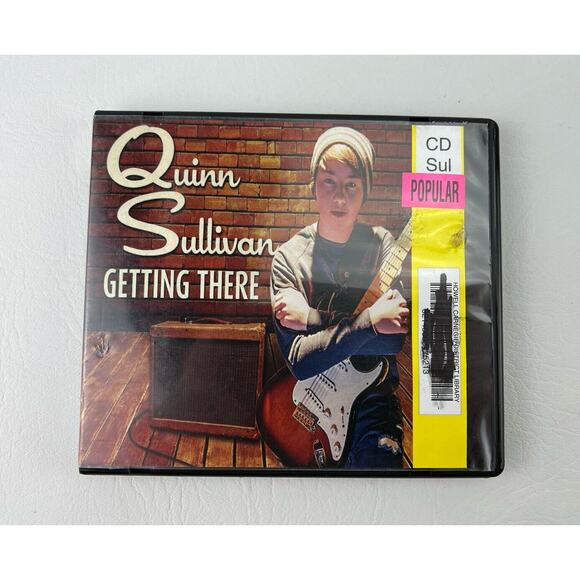 Quinn
Sullivan
GETTING THERE
CD
Sul
POPULAR
HOWELL CARNEGIE DISTRICT LIBRARY